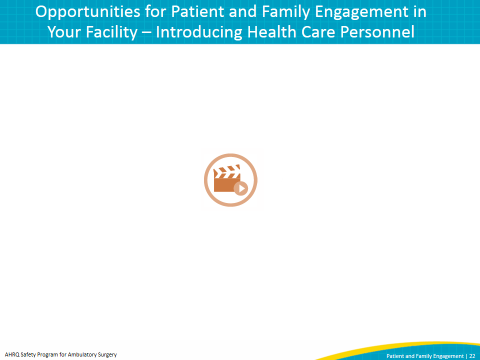 Opportunities for Patient and Family Engagement in
Your Facility – Introducing Health Care Personnel
AHRQ Safety Program for Ambulatory Surgery
Patient and Family Engagement | 22